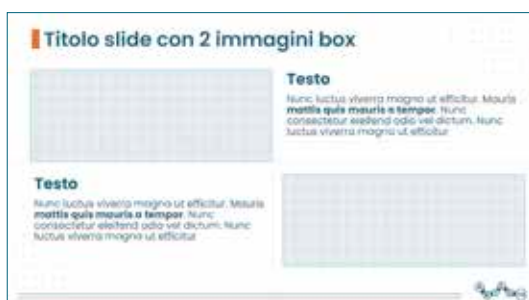 Titolo slide con 2 immagini box
Testo
Nunc luctus viverra magna ut efficitur. Mauris
mattis quis mauris a tempor. Nunc
consectetur eleifend odio vel dictum. Nunc
luctus viverra magna ut efficitur
Testo
Nunc luctus viverra magna ut efficitur. Mauris
mattis quis mauris a tempor. Nunc
consectetur eleifend odio vel dictum. Nunc
luctus viverra magna ut efficitur